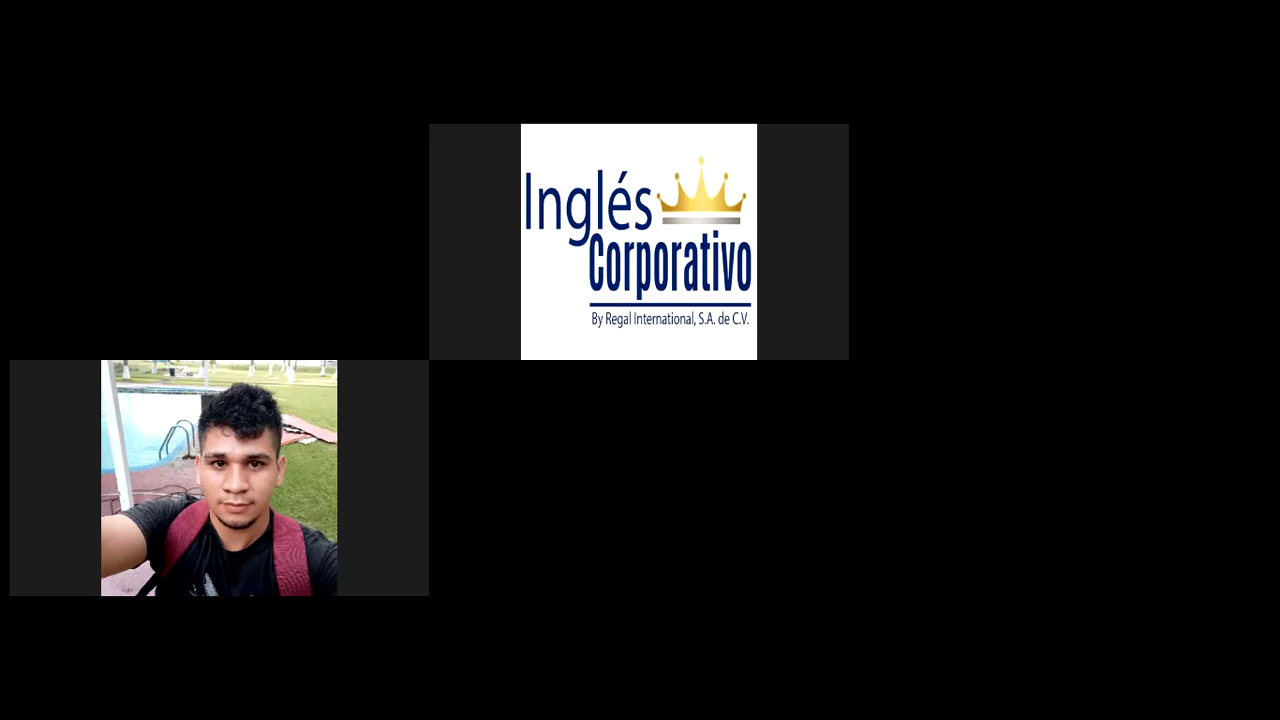 Inglés
Corporativo
By Regal International, S.A. de C.V.